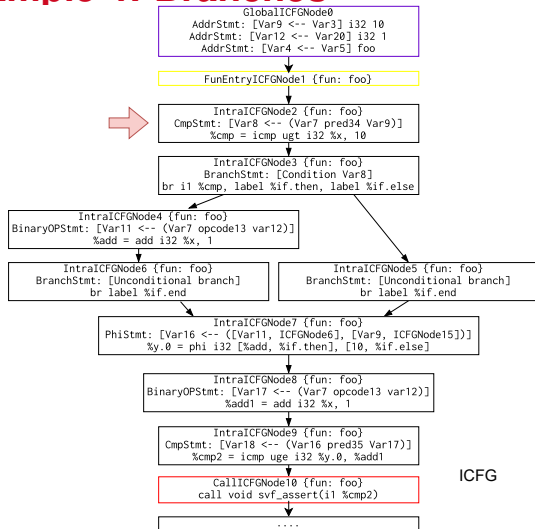 GlobalICFGNode0
AddrStmt: [Var9 <-- Var3] i32 10
AddrStmt: [Var12 <-- Var20] i32 1
AddrStmt: [Var4 <-- Var5] foo
FunEntryICFGNode1 {fun: foo}
IntraICFGNode2 {fun: foo}
CmpStmt: [Var8 <-- (Var7 pred34 Var9)]
%cmp = icmp ugt i32 %x, 10
IntraICFGNode3 {fun: foo}
BranchStmt: [Condition Var8]
br i1 %cmp, label %if.then, label %if.else
IntraICFGNode4 {fun: foo}
BinaryOPStmt: [Var11 <-- (Var7 opcode13 var12)]
%add = add i32 %x, 1
IntraICFGNode6 {fun: foo}
BranchStmt: [Unconditional branch]
br label %if.end
IntraICFGNode5 {fun: foo}
BranchStmt: [Unconditional branch]
br label %if.end
IntraICFGNode7 {fun: foo}
PhiStmt: [Var16 <-- ([Var11, ICFGNode6], [Var9, ICFGNode15])]
%y.0 = phi i32 [%add, %if.then], [10, %if.else]
IntraICFGNode8 {fun: foo}
BinaryOPStmt: [Var17 <-- (Var7 opcode13 var12)]
%add1 = add i32 %x, 1
IntraICFGNode9 {fun: foo}
CmpStmt: [Var18 <-- (Var16 pred35 Var17)]
%cmp2 = icmp uge i32 %y.0, %add1
ICFG
CallICFGNode10 {fun: foo}
call void svf_assert(i1 %cmp2)
....